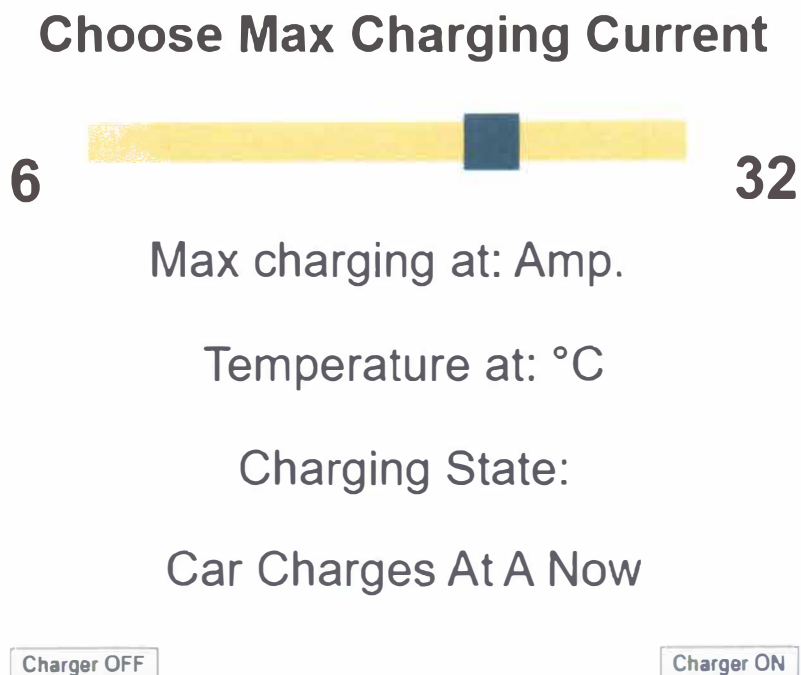 Choose Max Charging Current
6
32
Max charging at: Amp.
Temperature at: °C
Charging State:
Car Charges At A Now
Charger OFF
Charger ON